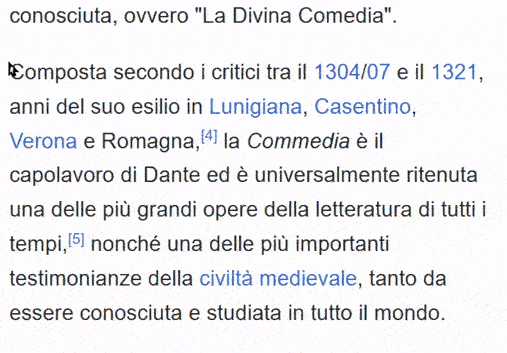 conosciuta, ovvero "La Divina Comedia".
Composta secondo i critici tra il 1304/07 e il 1321,
anni del suo esilio in Lunigiana, Casentino,
Verona e Romagna,[4] la Commedia è il
capolavoro di Dante ed è universalmente ritenuta
una delle più grandi opere della letteratura di tutti i
tempi,[5] nonché una delle più importanti
testimonianze della civiltà medievale, tanto da
essere conosciuta e studiata in tutto il mondo.